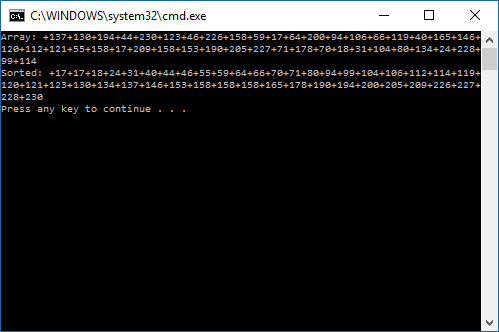 C:\WINDOWS\system32\cmd.exe
Array: +137+130+194+44+230+123+46+226+158+59+17+64+200+94+106+66+119+40+165+146+
120+112+121+55+158+17+209+158+153+190+205+227+71+178+70+18+31+104+80+134+24+228+
99+114
Sorted: +17+17+18+24+31+40+44+46+55+59+64+66+70+71+80+94+99+104+106+112+114+119+
120+121+123+130+134+137+146+153+158+158+158+165+178+190+194+200+205+209+226+227+
228+230
Press any key to continue . . .